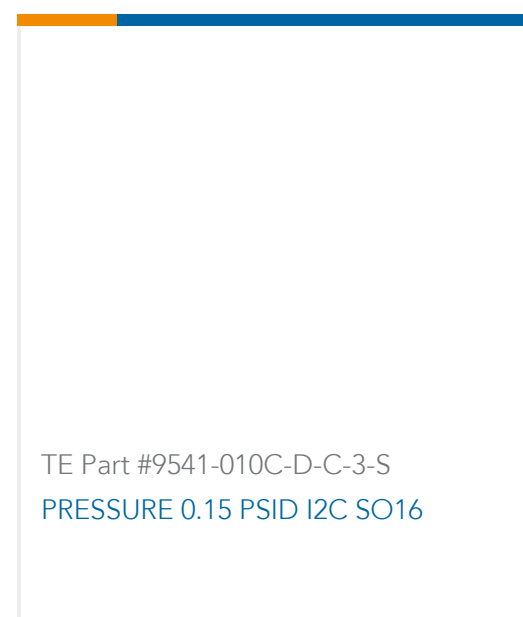 TE Part #9541-010C-D-C-3-S
PRESSURE 0.15 PSID I2C SO16